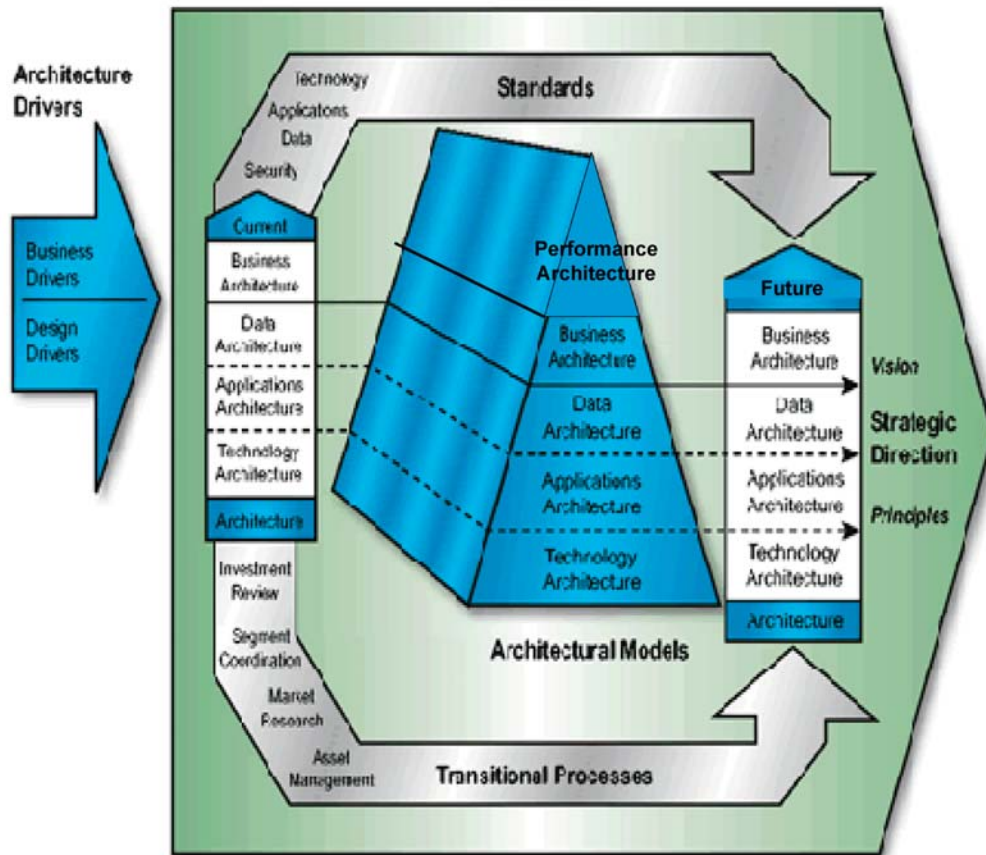 Architecture
Drivers
Business
Drivers
Design
Drivers
Technology
Applications
Data
Security
Standards
Current
Business
Architecture
Data
Architecture
Applications
Architecture
Technology
Architecture
Architecture
Performance
Architecture
Business
Architecture
Data
Architecture
Applications
Architecture
Technology
Architecture
Architectural Models
Future
Business
Architecture
Data
Architecture
Applications
Architecture
Technology
Architecture
Architecture
Vision
Strategic
Direction
Principles
Investment
Review
Segment
Coordination
Market
Research
Asset
Management
Transitional Processes